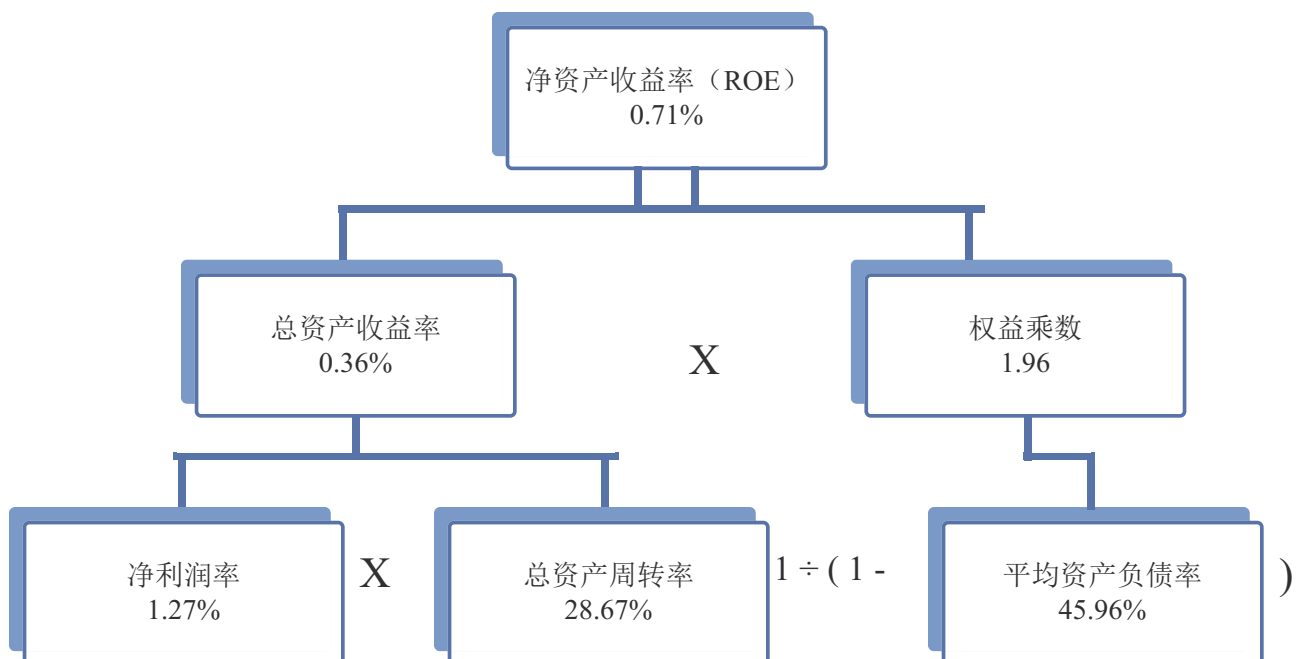 净资产收益率（ROE）
0.71%
总资产收益率
0.36%
X
权益乘数
1.96
净利润率
1.27%
X
总资产周转率
28.67%
1 ÷ ( 1 -
平均资产负债率
45.96%
)